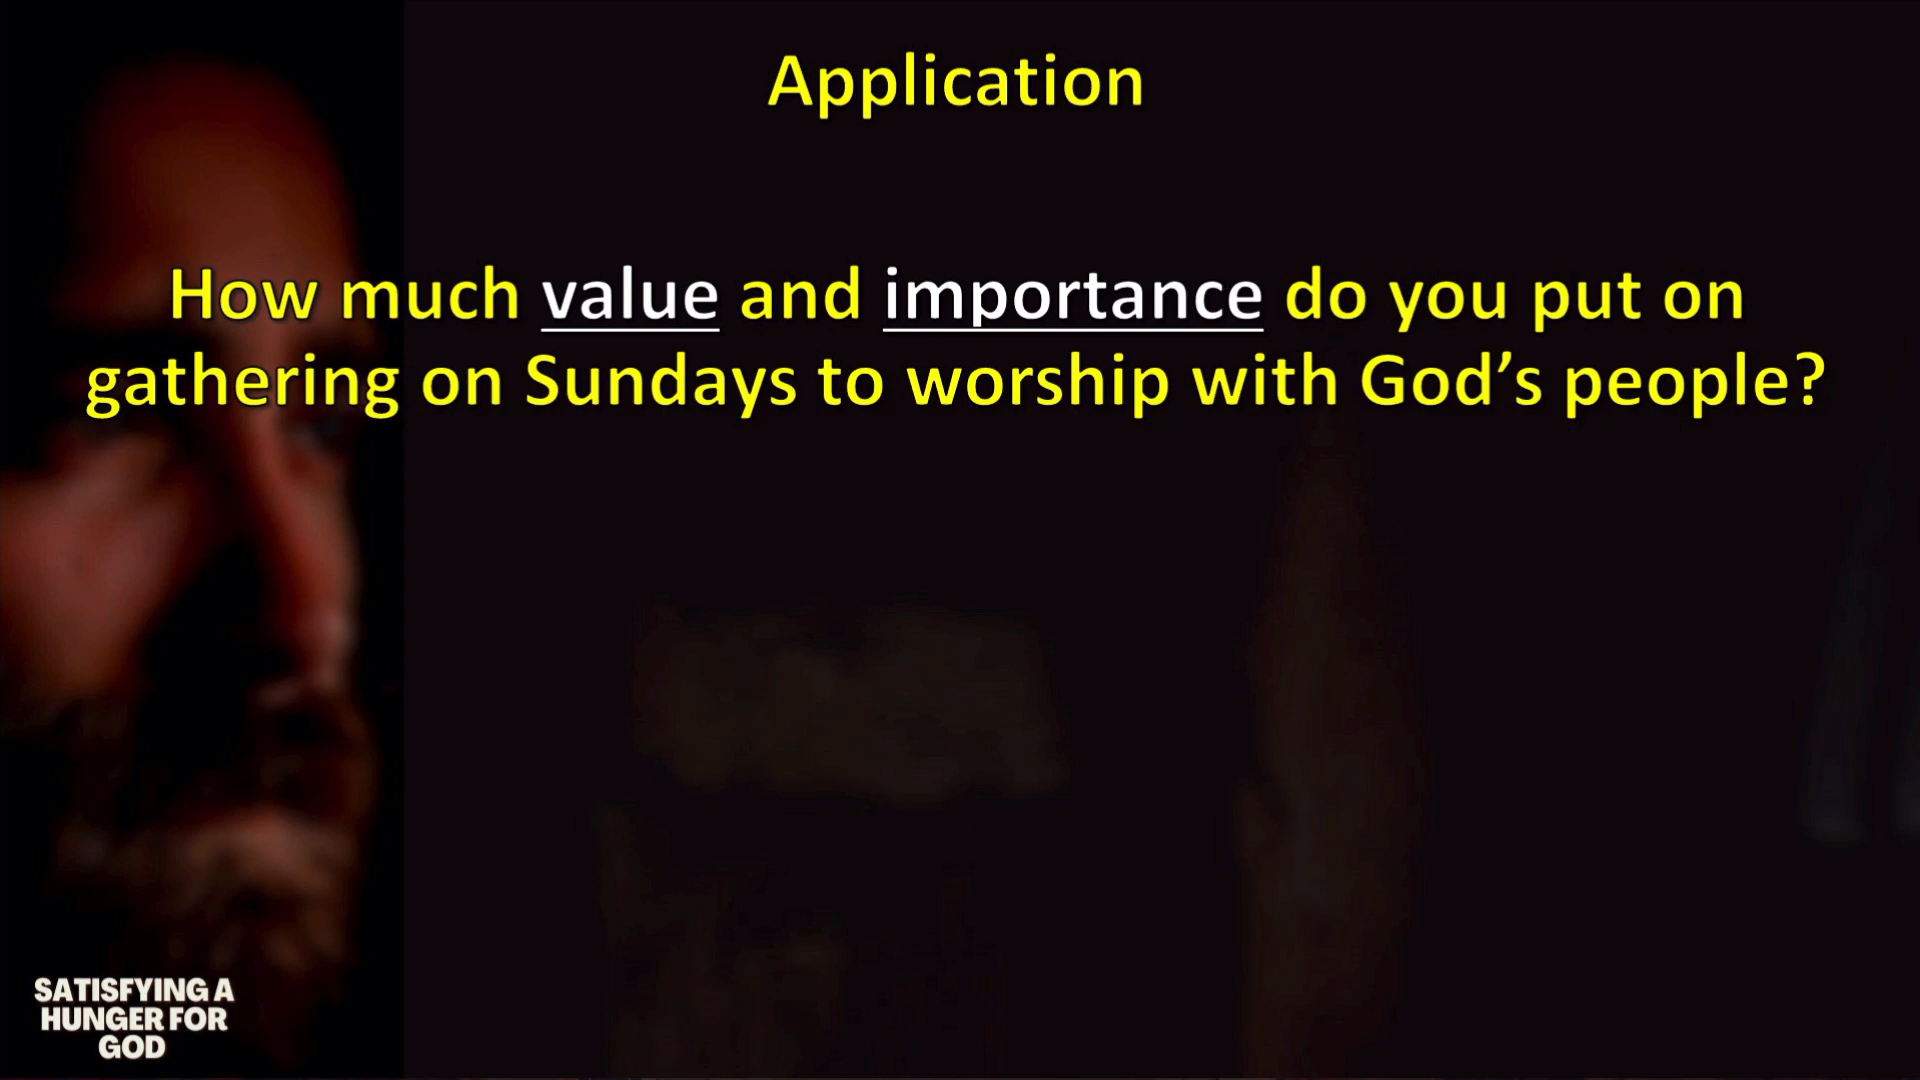 Application
How much value and importance do you put on
gathering on Sundays to worship with God’s people?
SATISFYING A
HUNGER FOR
GOD